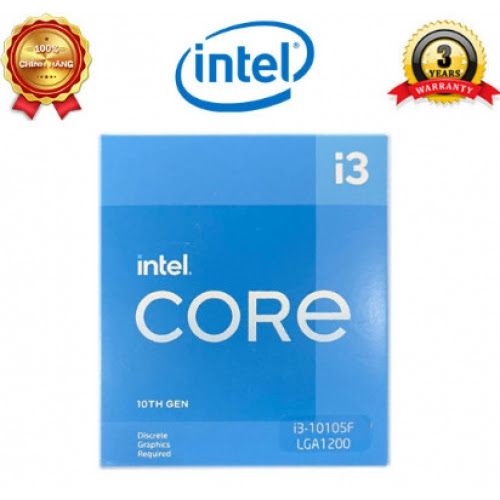 100%
CHÍNH HÃNG
intel®
3
YEARS
WARRANTY
i3
intel.
CORE
10TH GEN
i3-10105F
LGA1200
Discrete
Graphics
Required